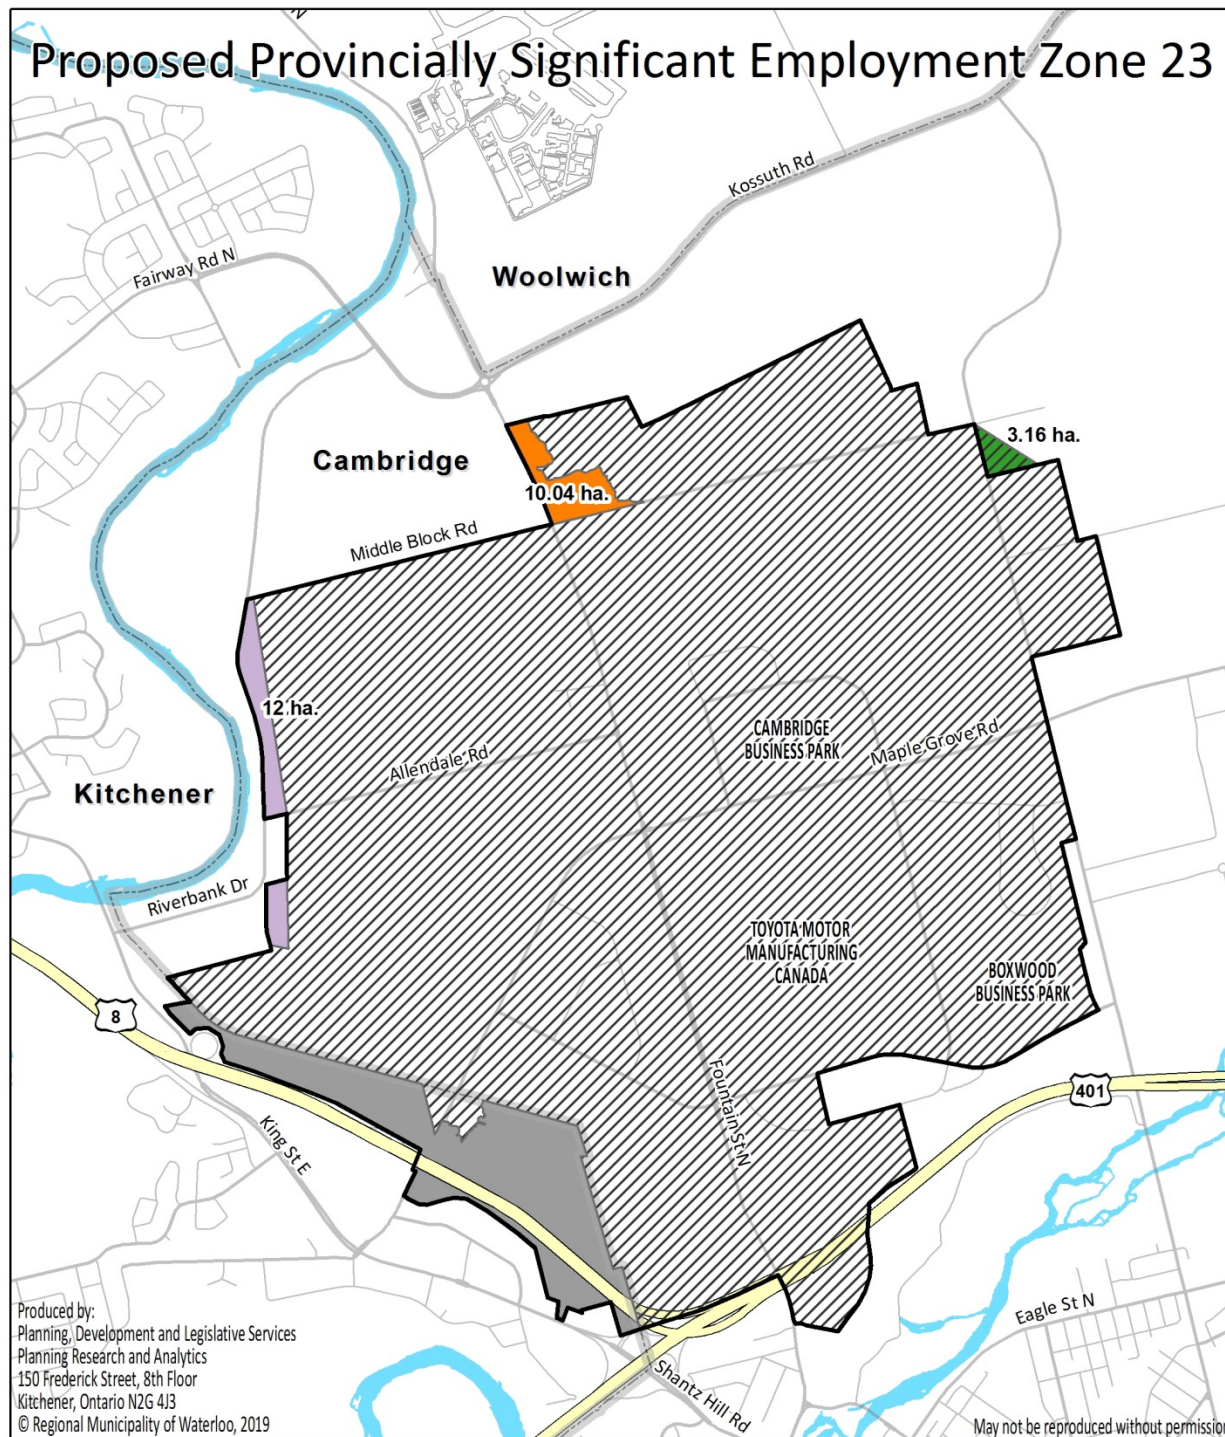 N
Proposed Provincially Significant Employment Zone 23
Kossuth Rd
Fairway Rd N
Woolwich
3.16 ha.
Cambridge
10.04 ha.
Middle Block Rd
12 ha.
CAMBRIDGE
BUSINESS PARK
Maple Grove Rd
Allendale Rd
Kitchener
Riverbank Dr
TOYOTA MOTOR
MANUFACTURING
CANADA
BOXWOOD
BUSINESS PARK
8
401
Fountain St N
King St E
Eagle St N
Shantz Hill Rd
Produced by:
Planning, Development and Legislative Services
Planning Research and Analytics
150 Frederick Street, 8th Floor
Kitchener, Ontario N2G 4J3
© Regional Municipality of Waterloo, 2019
May not be reproduced without permission